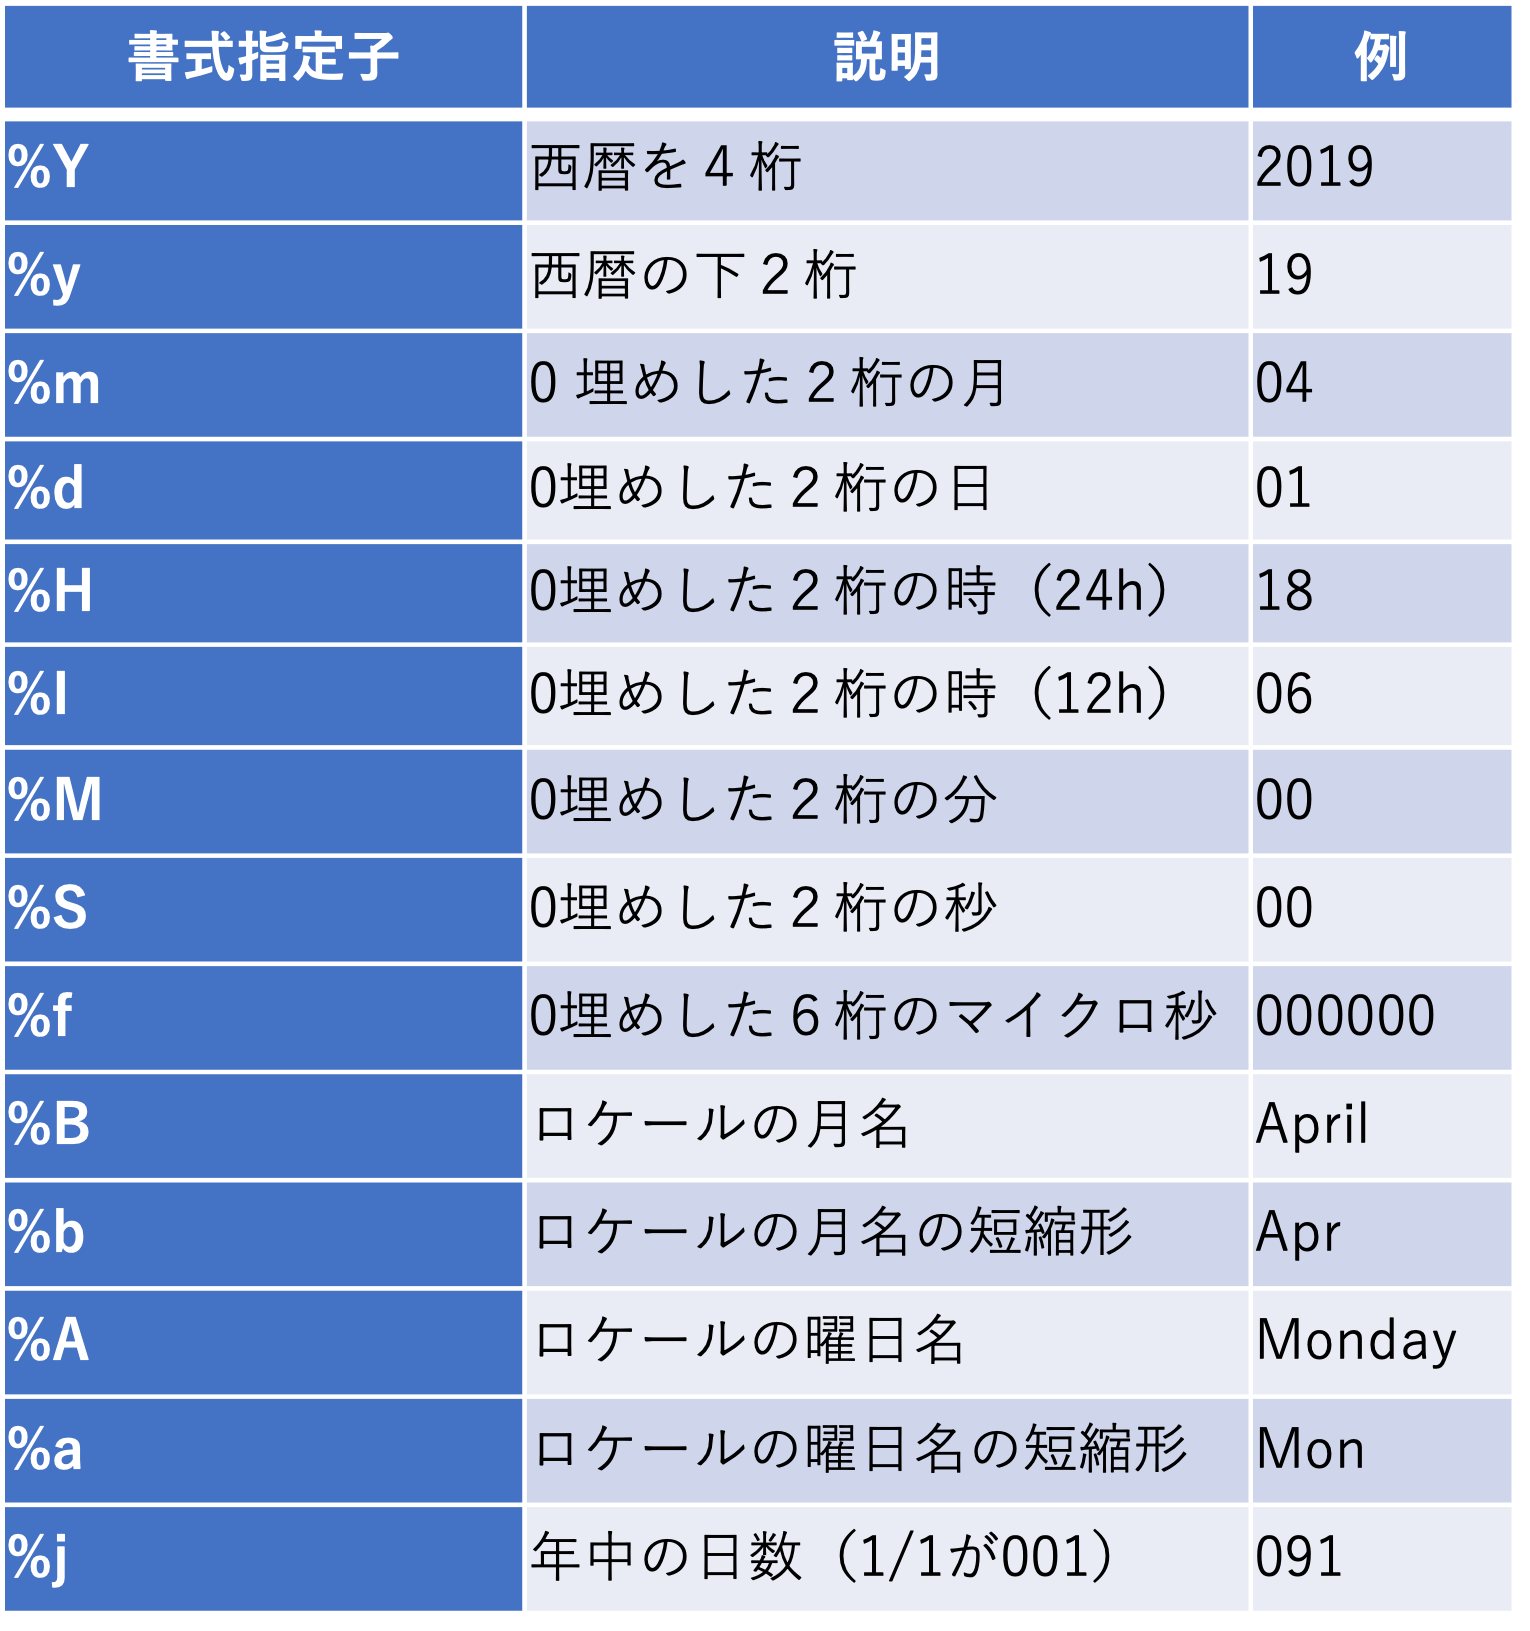 書式指定子 説明 例
%Y 西暦を４桁 2019
%y 西暦の下２桁 19
%m 0 埋めした２桁の月 04
%d 0埋めした２桁の日 01
%H 0埋めした２桁の時（24h） 18
%I 0埋めした２桁の時（12h） 06
%M 0埋めした２桁の分 00
%S 0埋めした２桁の秒 00
%f 0埋めした６桁のマイクロ秒 000000
%B ロケールの月名 April
%b ロケールの月名の短縮形 Apr
%A ロケールの曜日名 Monday
%a ロケールの曜日名の短縮形 Mon
%j 年中の日数（1/1が001） 091